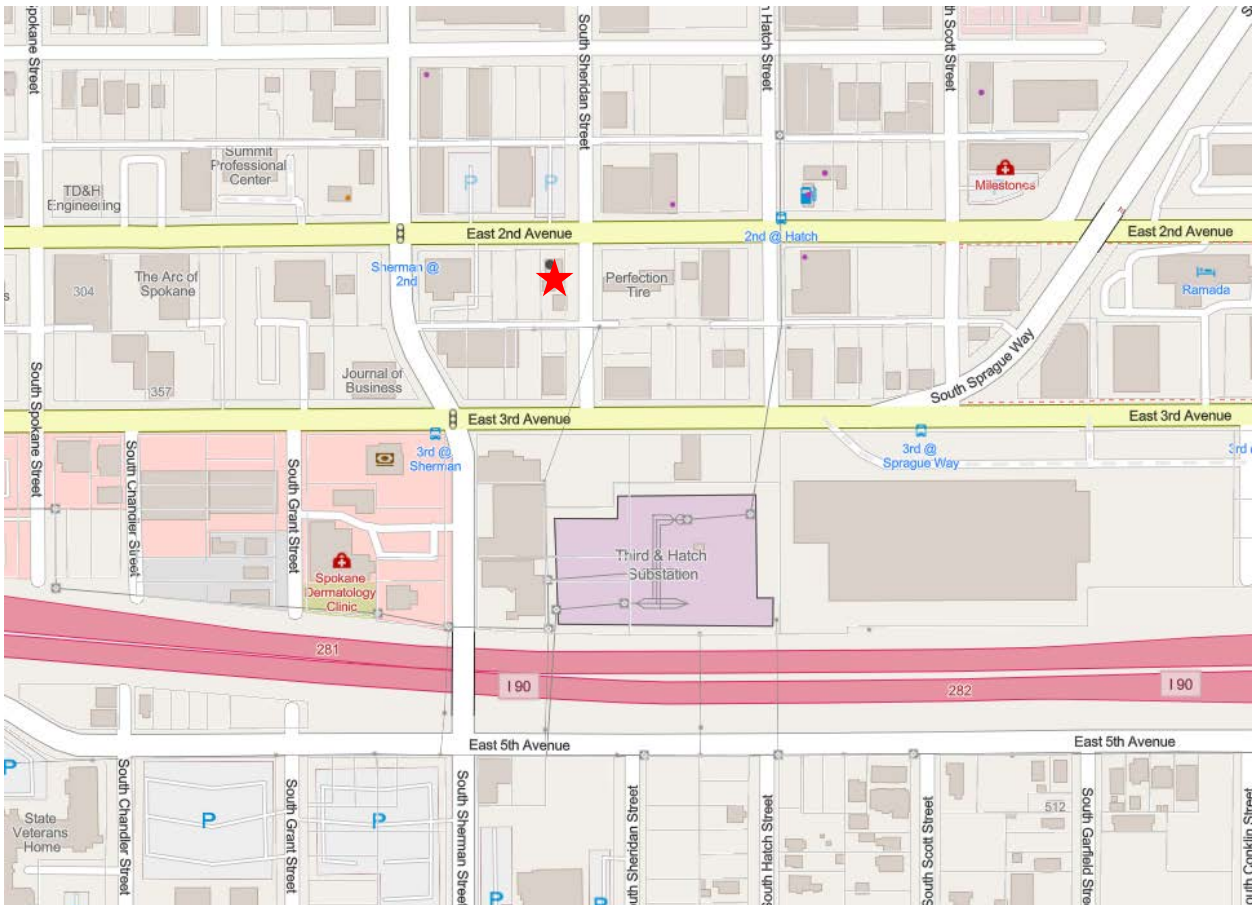 Spokane Street
South Sheridan Street
Hatch Street
Scott Street
Summit
Professional
Center
TD&H
Engineering
P
P
Milestones
East 2nd Avenue
2nd @ Hatch
East 2nd Avenue
Sherman @
2nd
The Arc of
Spokane
304
Perfection
Tire
Ramada
South Sprague Way
357
Journal of
Business
East 3rd Avenue
East 3rd Avenue
South Spokane Street
South Chandler Street
South Grant Street
3rd @
Sherman
3rd @
Sprague Way
3rd
Third & Hatch
Substation
Spokane
Dermatology
Clinic
281
I 90
282
I 90
East 5th Avenue
East 5th Avenue
P
South Chandler Street
South Grant Street
South Sherman Street
South Sheridan Street
South Hatch Street
South Scott Street
South Garfield Street
South Conklin Street
P
P
State
Veterans
Home
512
P
P